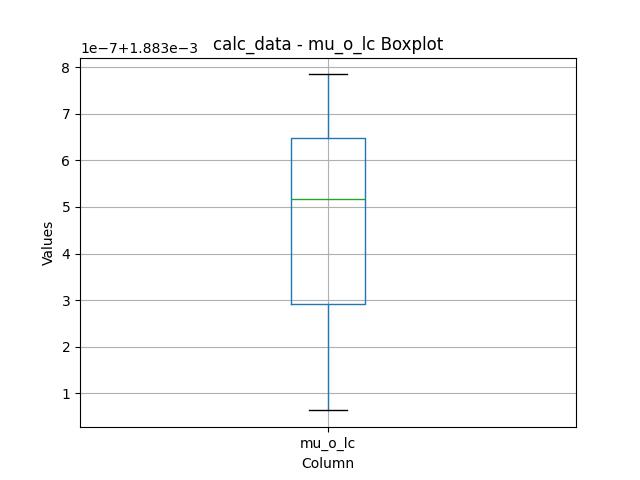 1e−7+1.883e−3
calc_data - mu_o_lc Boxplot
8
7
6
5
4
3
2
1
Values
mu_o_lc
Column